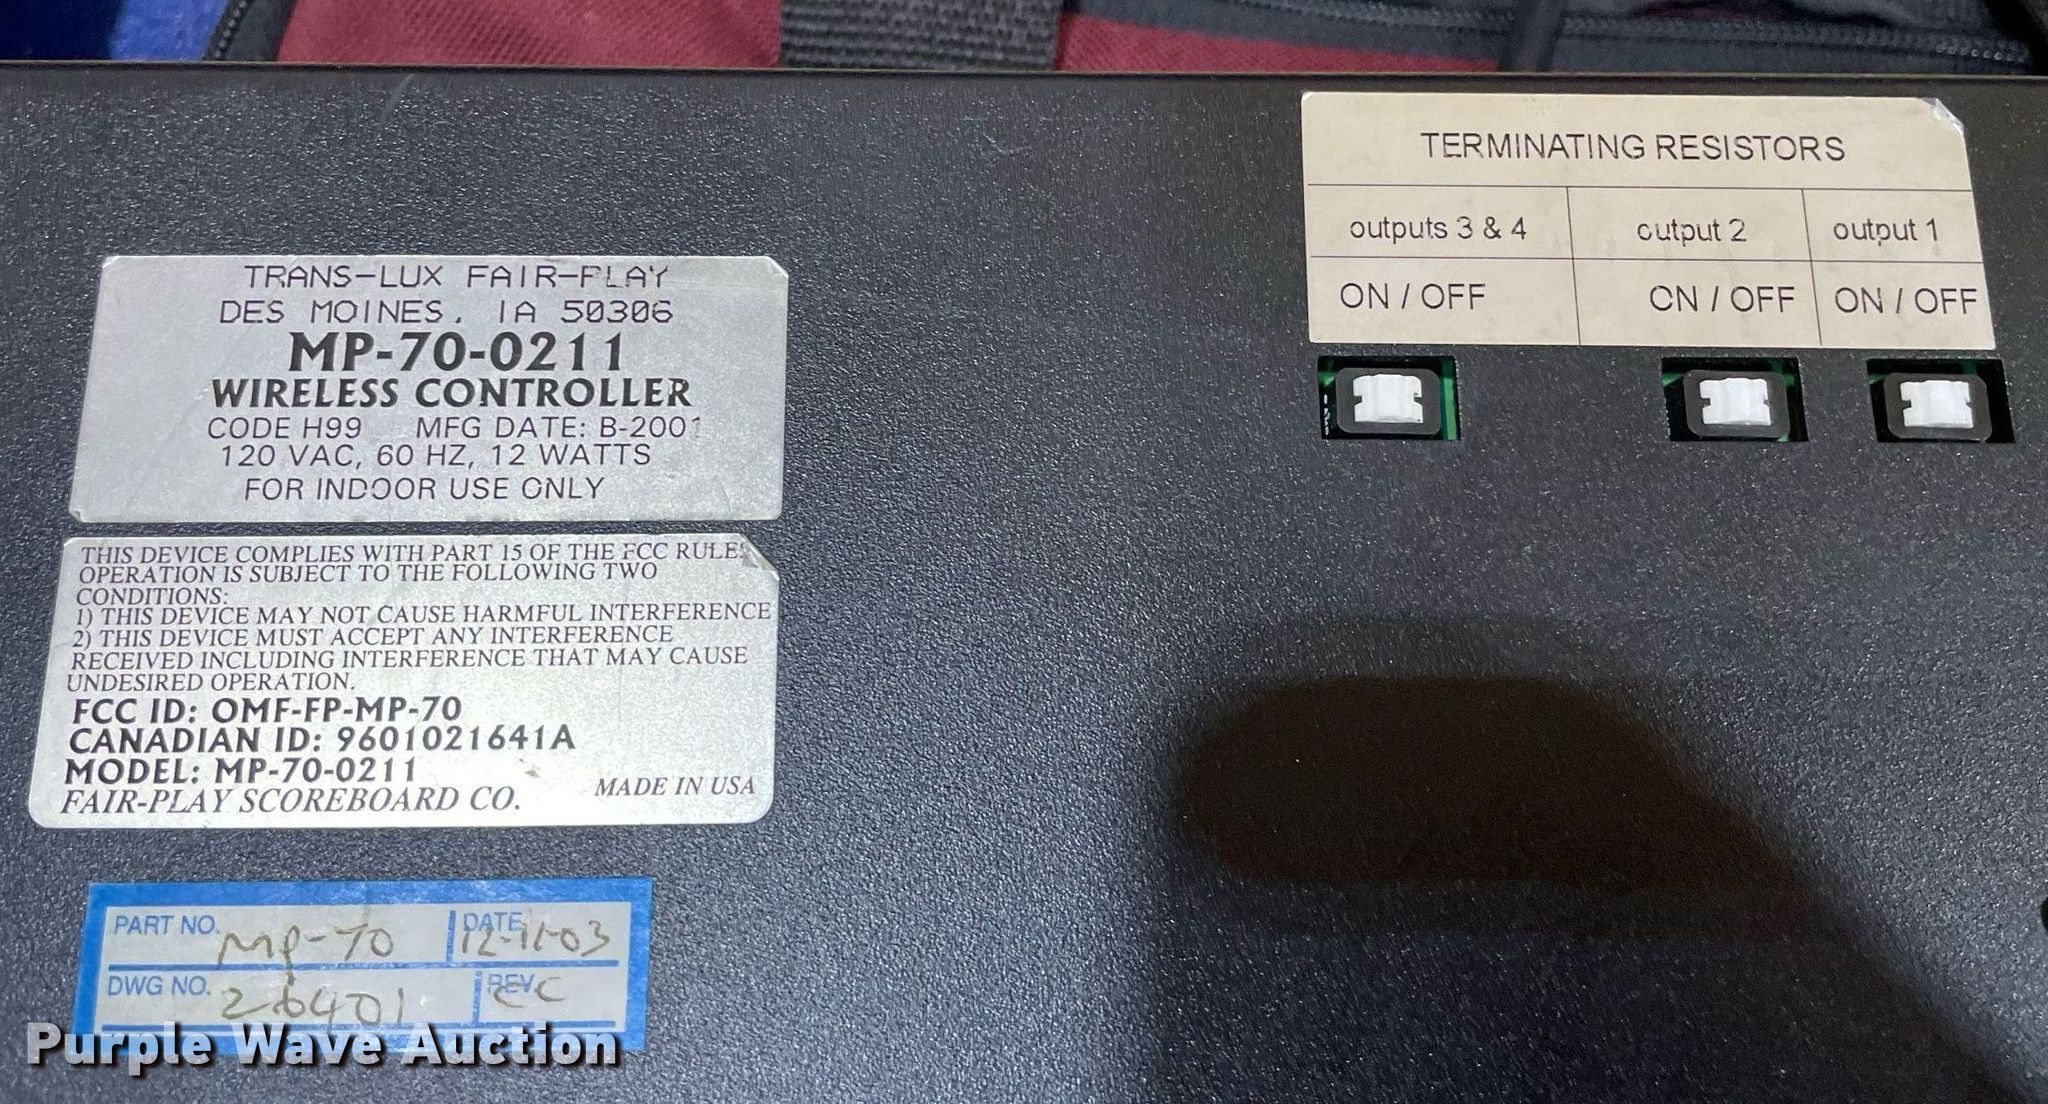 TRANS-LUX FAIR-PLAY
DES MOINES, IA 50306
MP-70-0211
WIRELESS CONTROLLER
CODE H99 MFG DATE: B-2001
120 VAC, 60 HZ, 12 WATTS
FOR INDOOR USE ONLY
THIS DEVICE COMPLIES WITH PART 15 OF THE FCC RULES
OPERATION IS SUBJECT TO THE FOLLOWING TWO
CONDITIONS:
1) THIS DEVICE MAY NOT CAUSE HARMFUL INTERFERENCE
2) THIS DEVICE MUST ACCEPT ANY INTERFERENCE
RECEIVED INCLUDING INTERFERENCE THAT MAY CAUSE
UNDESIRED OPERATION.
FCC ID: OMF-FP-MP-70
CANADIAN ID: 9601021641A
MODEL: MP-70-0211
FAIR-PLAY SCOREBOARD CO. MADE IN USA
PART NO. MP-70 DATE 12-11-03
DWG NO. 26401 REV. CC
TERMINATING RESISTORS
outputs 3 & 4 output 2 output 1
ON / OFF ON / OFF ON / OFF
Purple Wave Auction